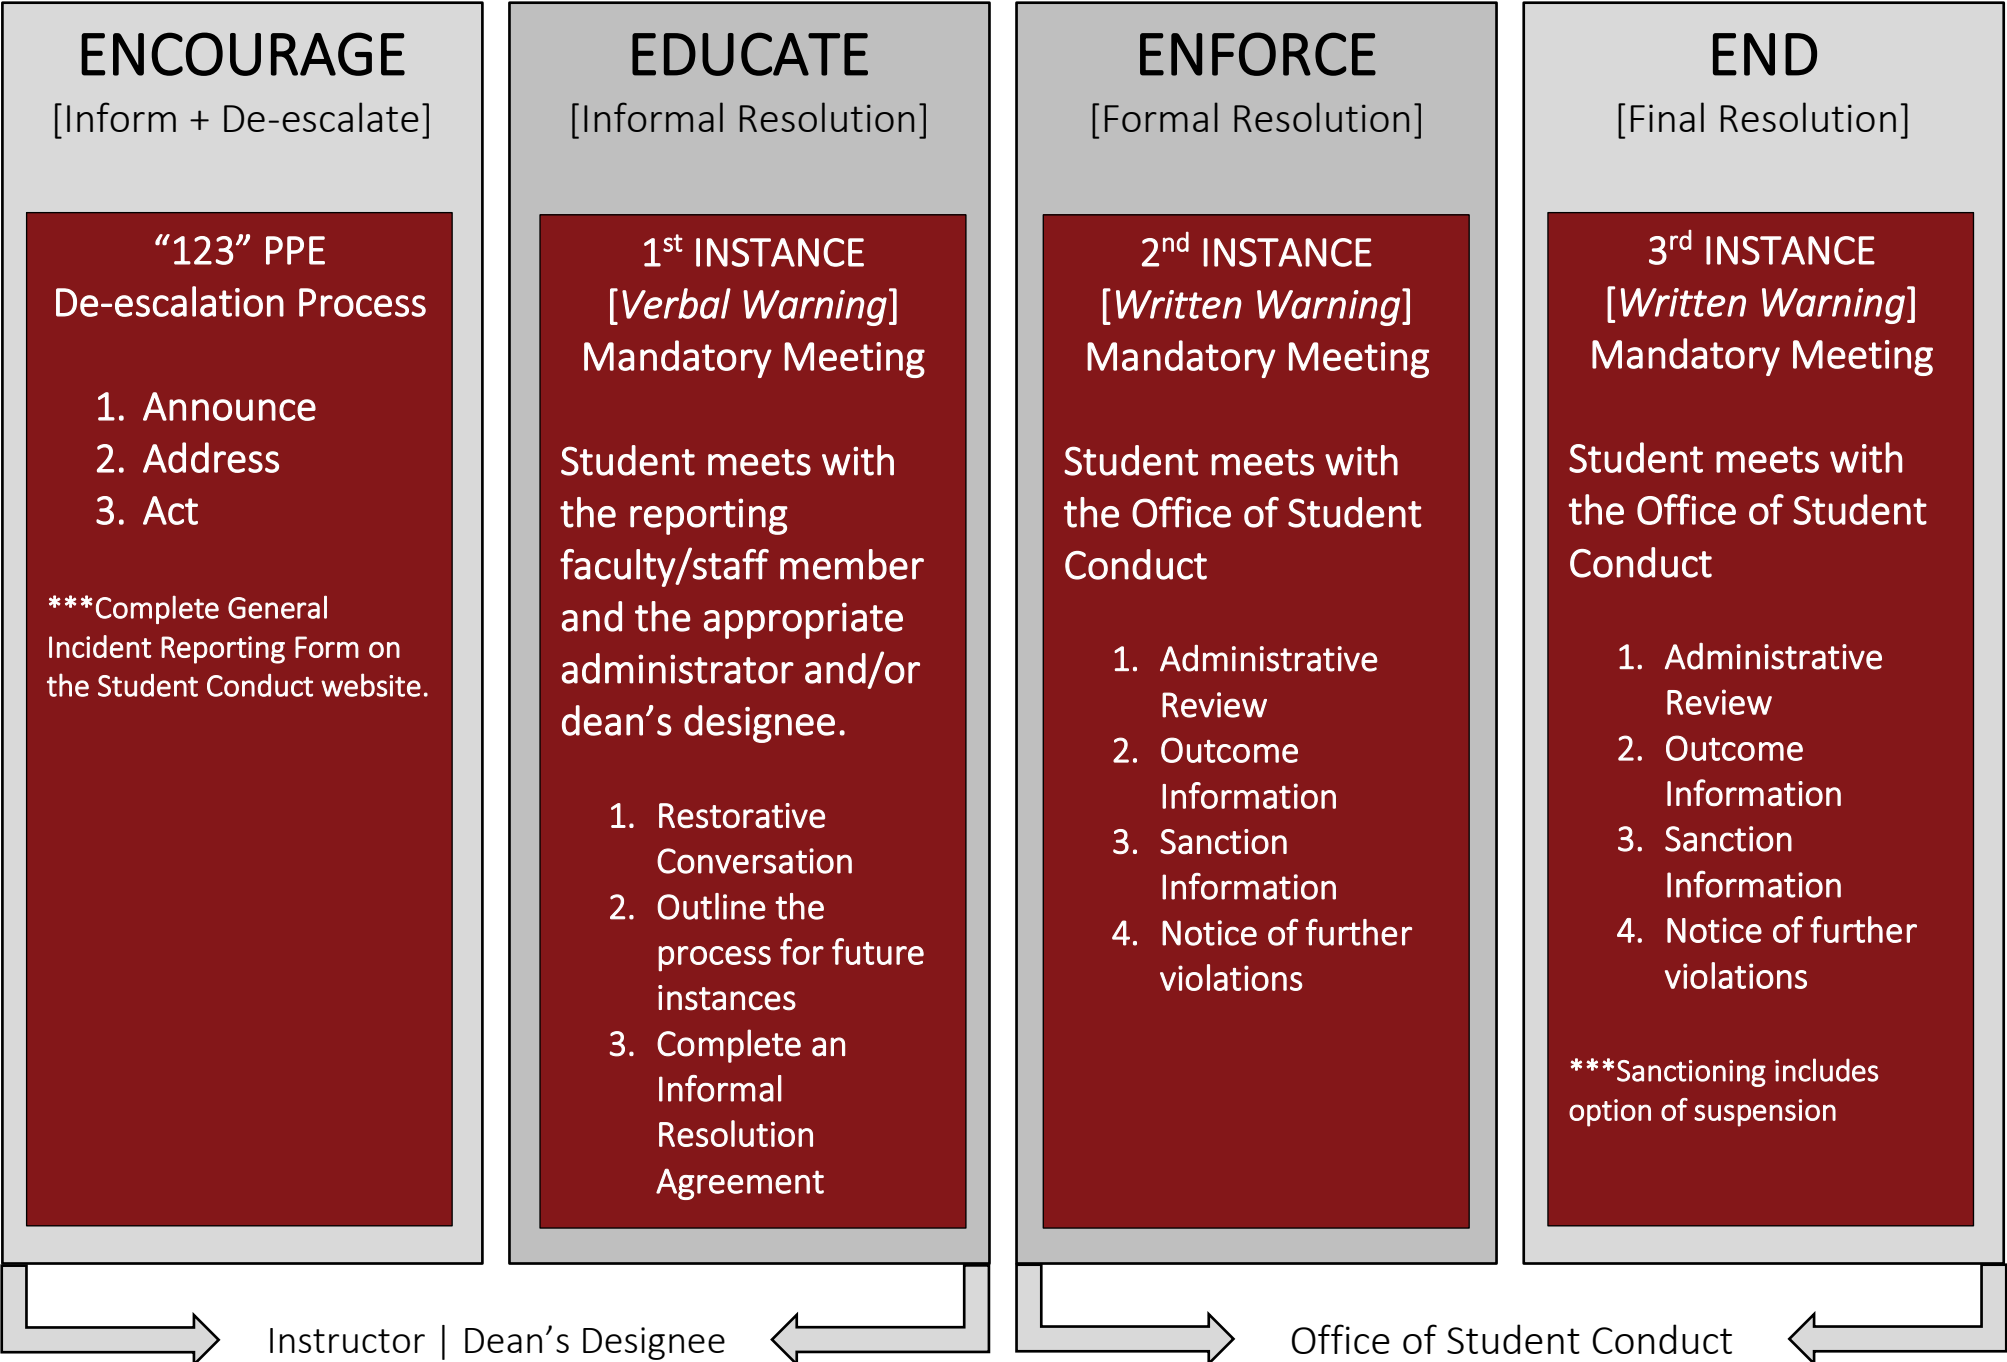 ENCOURAGE
[Inform + De-escalate]
“123” PPE
De-escalation Process
1. Announce
2. Address
3. Act
***Complete General
Incident Reporting Form on
the Student Conduct website.
EDUCATE
[Informal Resolution]
1st INSTANCE
[Verbal Warning]
Mandatory Meeting
Student meets with
the reporting
faculty/staff member
and the appropriate
administrator and/or
dean’s designee.
1. Restorative
Conversation
2. Outline the
process for future
instances
3. Complete an
Informal
Resolution
Agreement
ENFORCE
[Formal Resolution]
2nd INSTANCE
[Written Warning]
Mandatory Meeting
Student meets with
the Office of Student
Conduct
1. Administrative
Review
2. Outcome
Information
3. Sanction
Information
4. Notice of further
violations
END
[Final Resolution]
3rd INSTANCE
[Written Warning]
Mandatory Meeting
Student meets with
the Office of Student
Conduct
1. Administrative
Review
2. Outcome
Information
3. Sanction
Information
4. Notice of further
violations
***Sanctioning includes
option of suspension
Instructor | Dean’s Designee
Office of Student Conduct